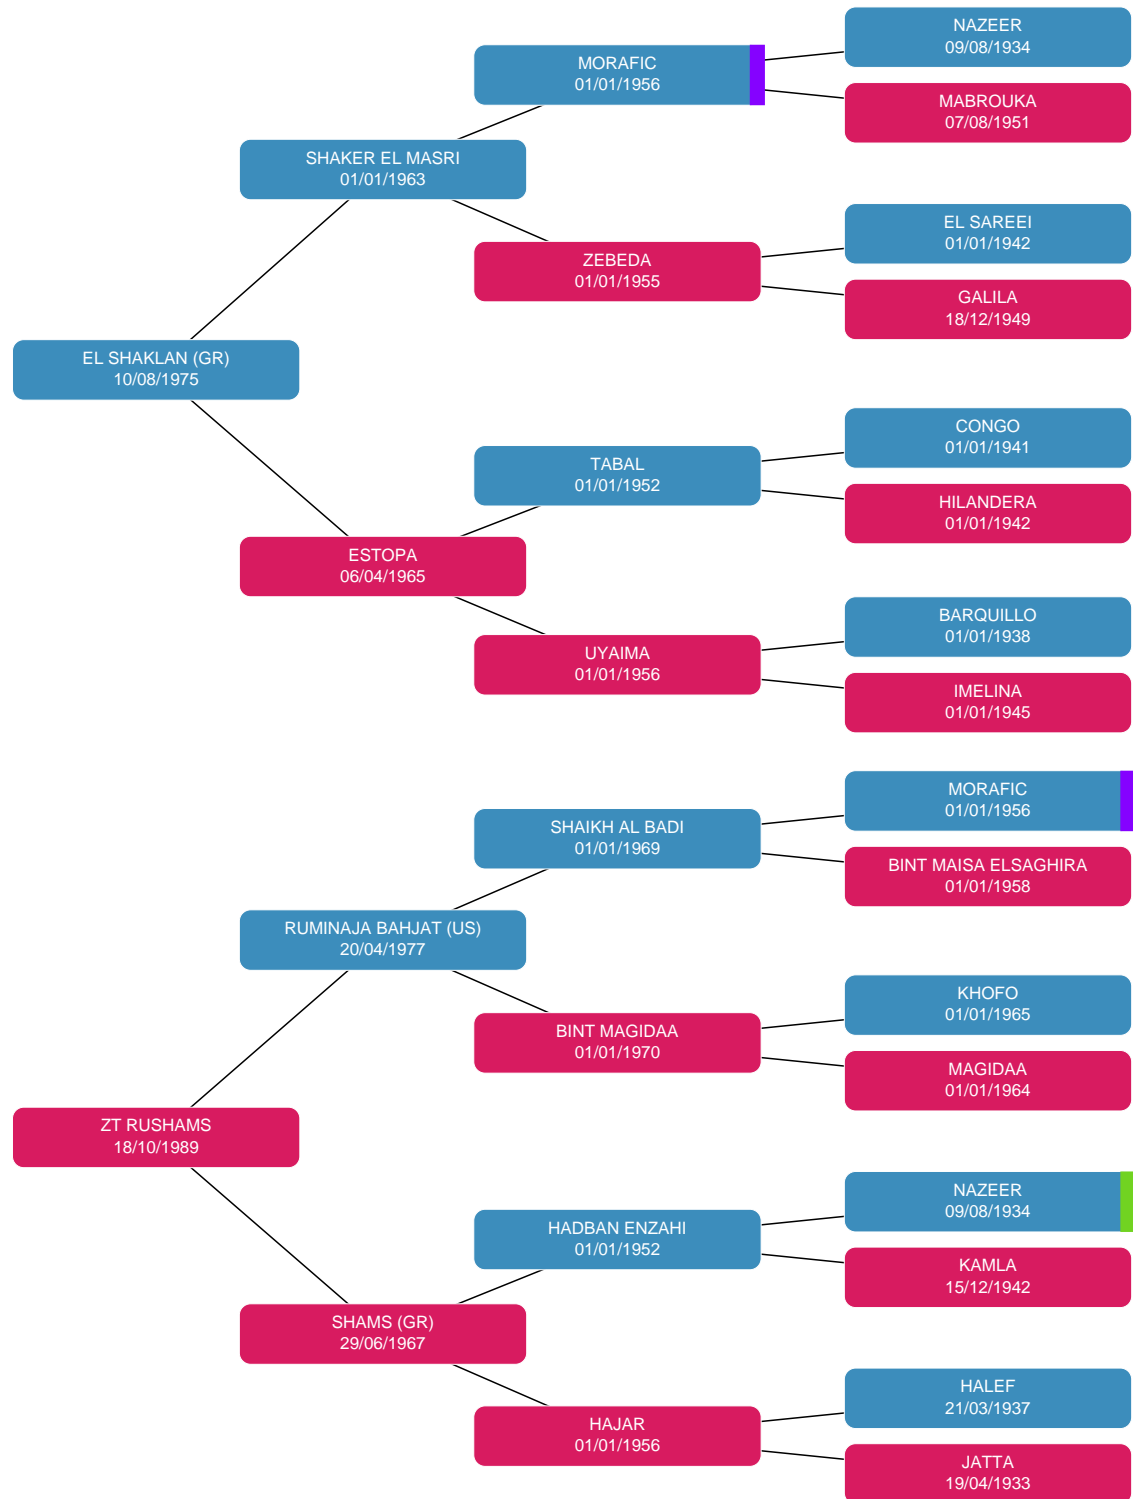 NAZEER
09/08/1934
MORAFIC
01/01/1956
MABROUKA
07/08/1951
SHAKER EL MASRI
01/01/1963
EL SAREEI
01/01/1942
ZEBEDA
01/01/1955
GALILA
18/12/1949
EL SHAKLAN (GR)
10/08/1975
CONGO
01/01/1941
TABAL
01/01/1952
HILANDERA
01/01/1942
ESTOPA
06/04/1965
BARQUILLO
01/01/1938
UYAIMA
01/01/1956
IMELINA
01/01/1945
MORAFIC
01/01/1956
SHAIKH AL BADI
01/01/1969
BINT MAISA ELSAGHIRA
01/01/1958
RUMINAJA BAHJAT (US)
20/04/1977
KHOFO
01/01/1965
BINT MAGIDAA
01/01/1970
MAGIDAA
01/01/1964
ZT RUSHAMS
18/10/1989
NAZEER
09/08/1934
HADBAN ENZAHI
01/01/1952
KAMLA
15/12/1942
SHAMS (GR)
29/06/1967
HALEF
21/03/1937
HAJAR
01/01/1956
JATTA
19/04/1933